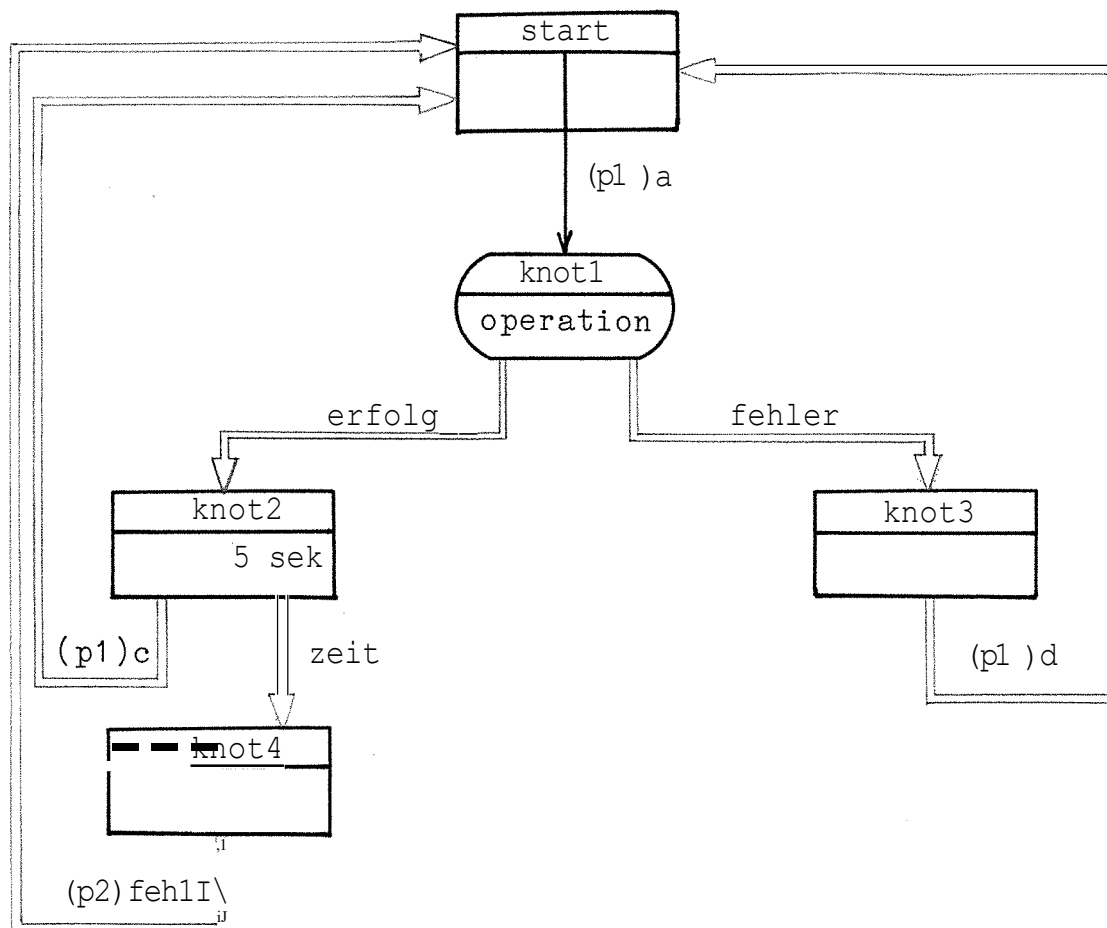 start
(p1 )a
knot1
operation
erfolg
fehler
knot2
5 sek
knot3
(p1)c
zeit
(p1 )d
knot4
(p2)feh1I\